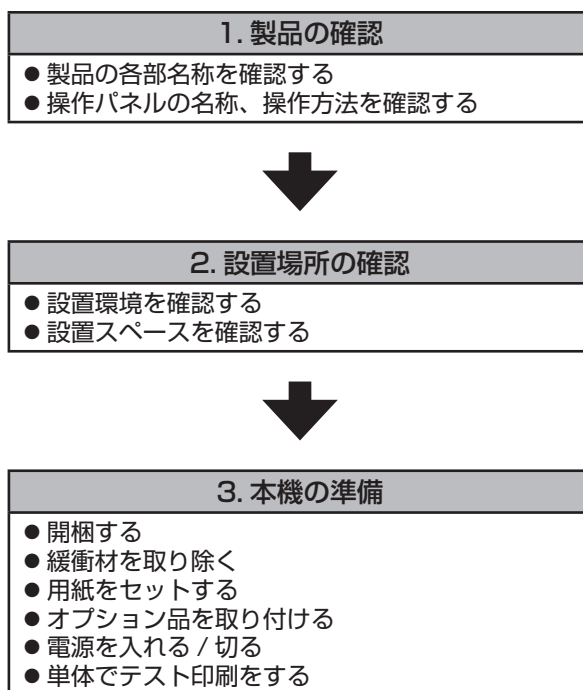 1. 製品の確認
● 製品の各部名称を確認する
● 操作パネルの名称、操作方法を確認する
2. 設置場所の確認
● 設置環境を確認する
● 設置スペースを確認する
3. 本機の準備
● 開梱する
● 緩衝材を取り除く
● 用紙をセットする
● オプション品を取り付ける
● 電源を入れる / 切る
● 単体でテスト印刷をする